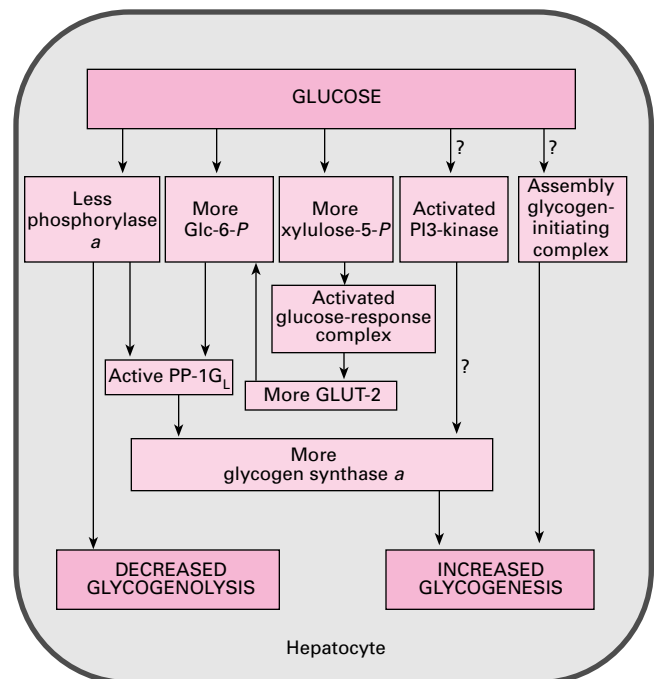 GLUCOSE
?
?
Less
phosphorylase
a
More
Glc-6-P
More
xylulose-5-P
Activated
PI3-kinase
Assembly
glycogen-
initiating
complex
Activated
glucose-response
complex
Active PP-1GL
More GLUT-2
?
More
glycogen synthase a
DECREASED
GLYCOGENOLYSIS
INCREASED
GLYCOGENESIS
Hepatocyte